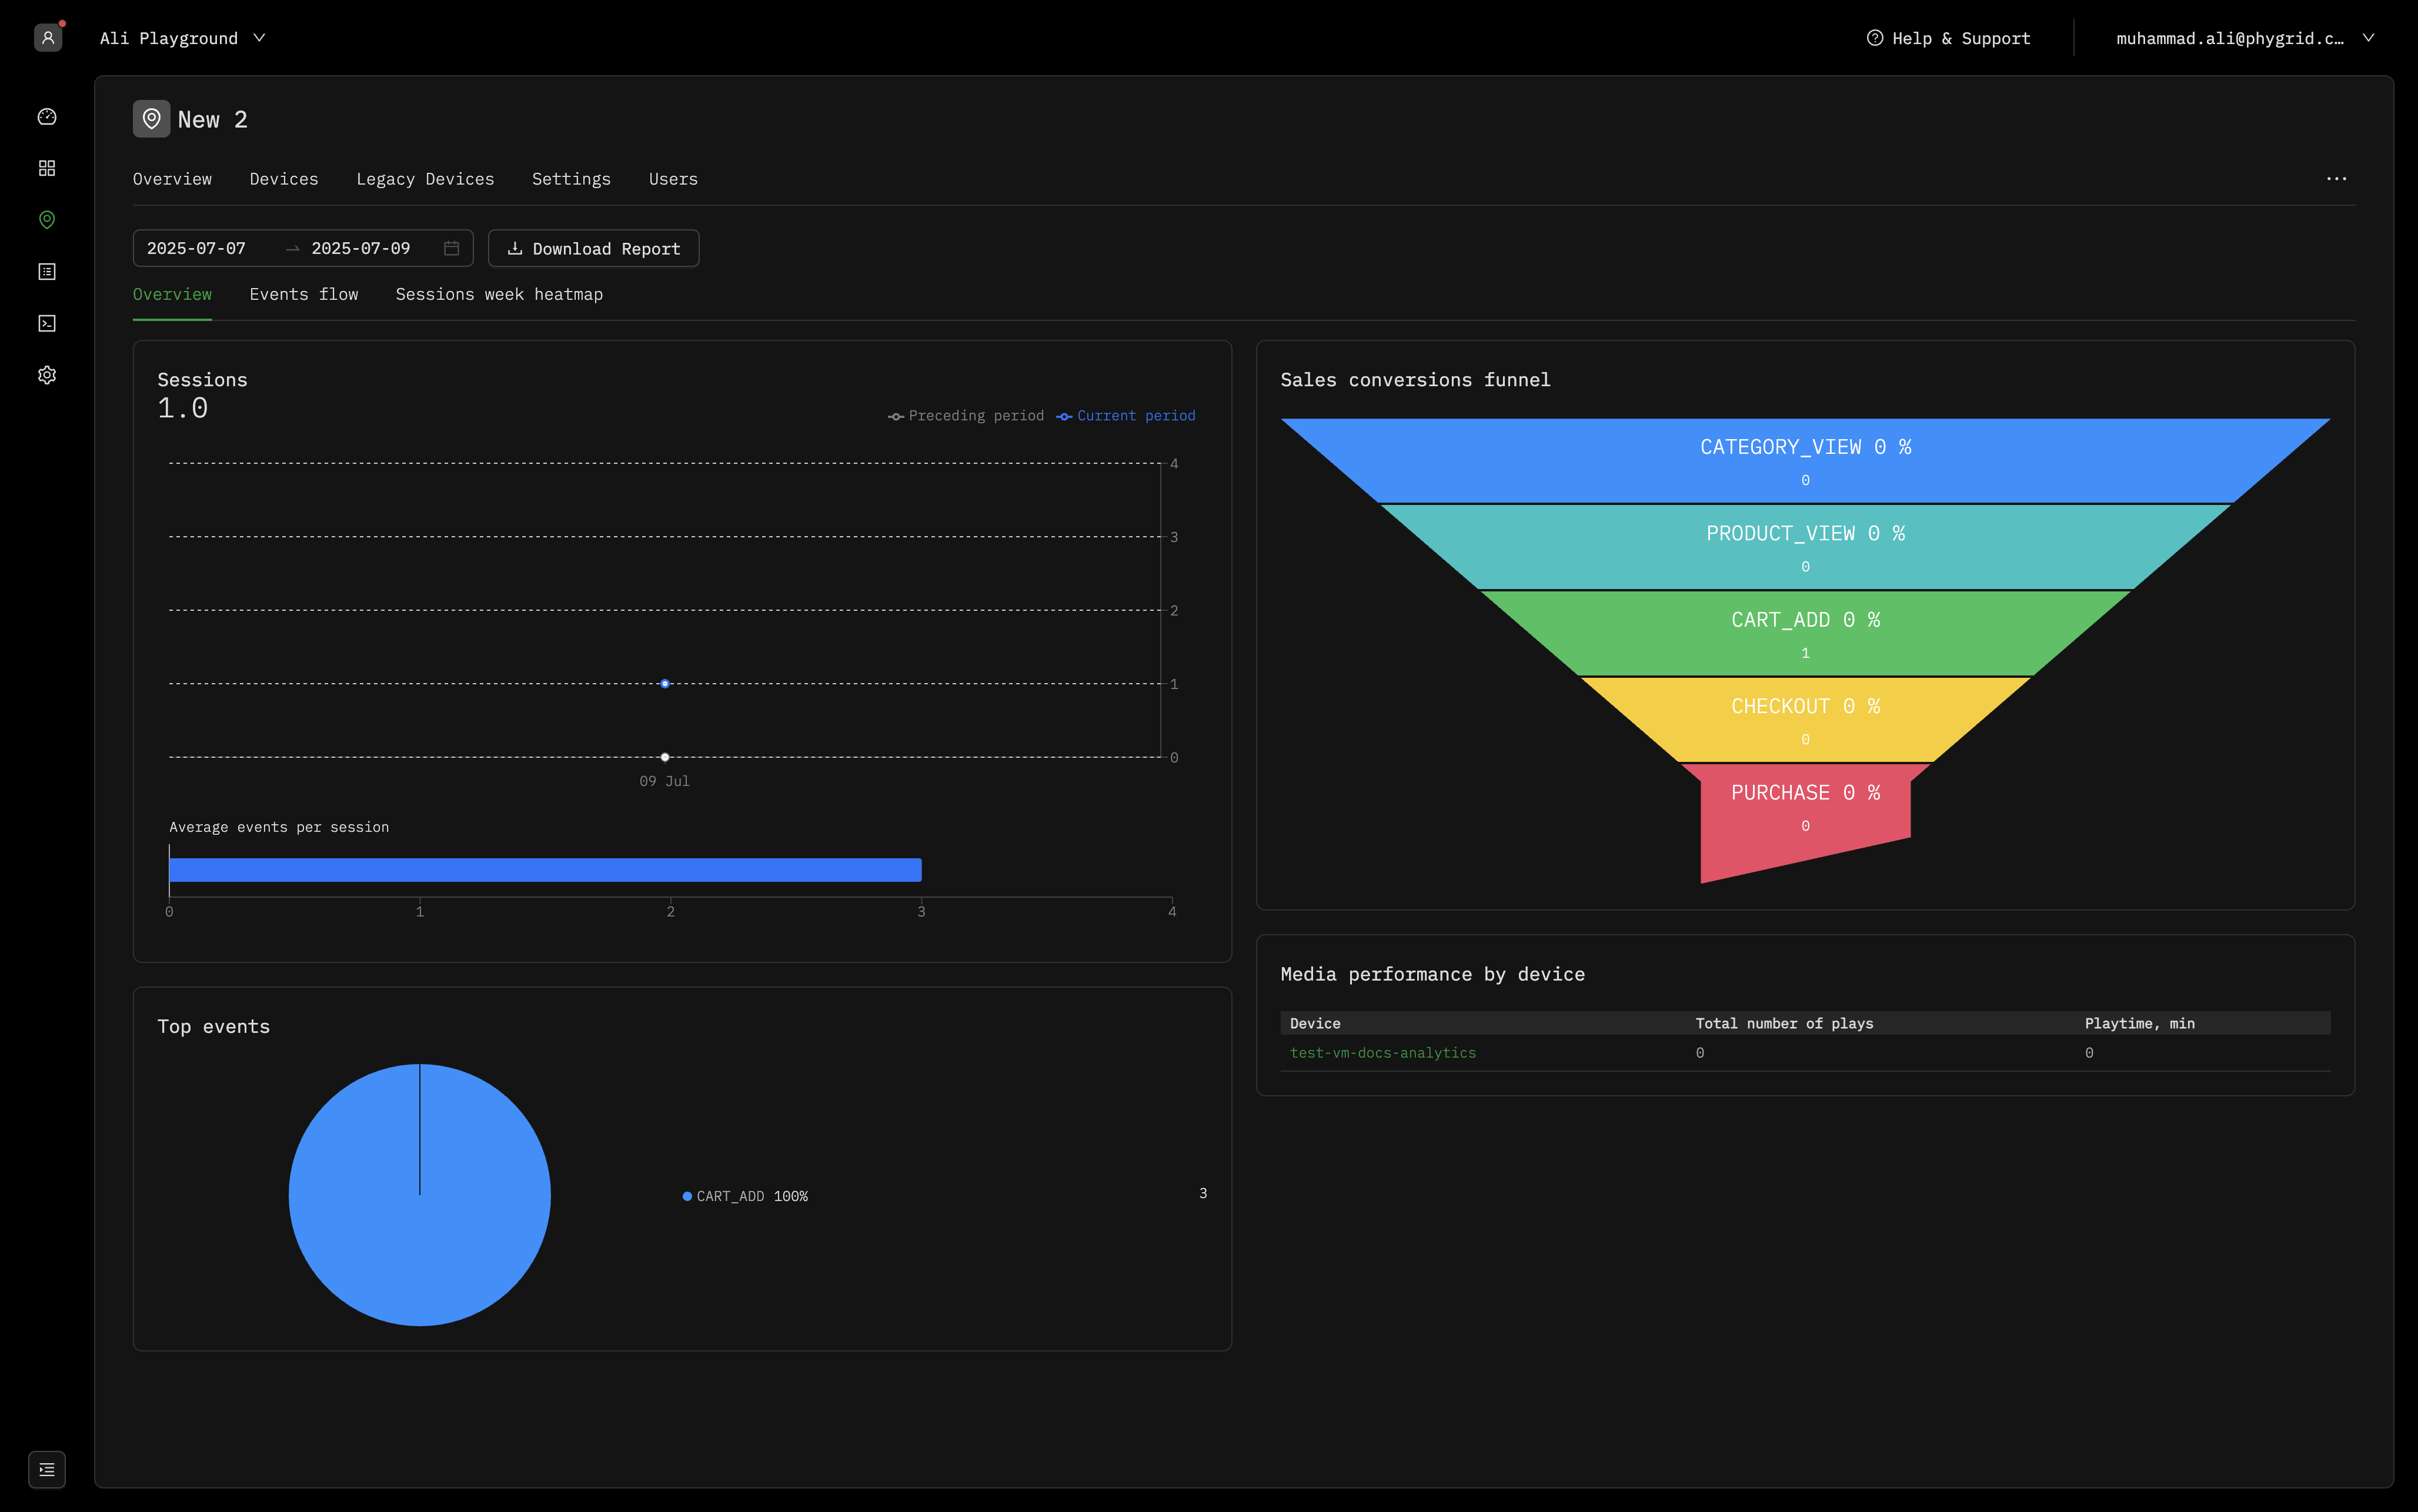 Ali Playground
Help & Support
muhammad.ali@phygrid.c…
New 2
Overview Devices Legacy Devices Settings Users
2025-07-07 → 2025-07-09 Download Report
Overview Events flow Sessions week heatmap
Sessions
1.0
Preceding period Current period
4
3
2
1
0
09 Jul
Average events per session
0 1 2 3 4
Sales conversions funnel
CATEGORY_VIEW 0 %
0
PRODUCT_VIEW 0 %
0
CART_ADD 0 %
1
CHECKOUT 0 %
0
PURCHASE 0 %
0
Top events
CART_ADD 100% 3
Media performance by device
Device Total number of plays Playtime, min
test-vm-docs-analytics 0 0